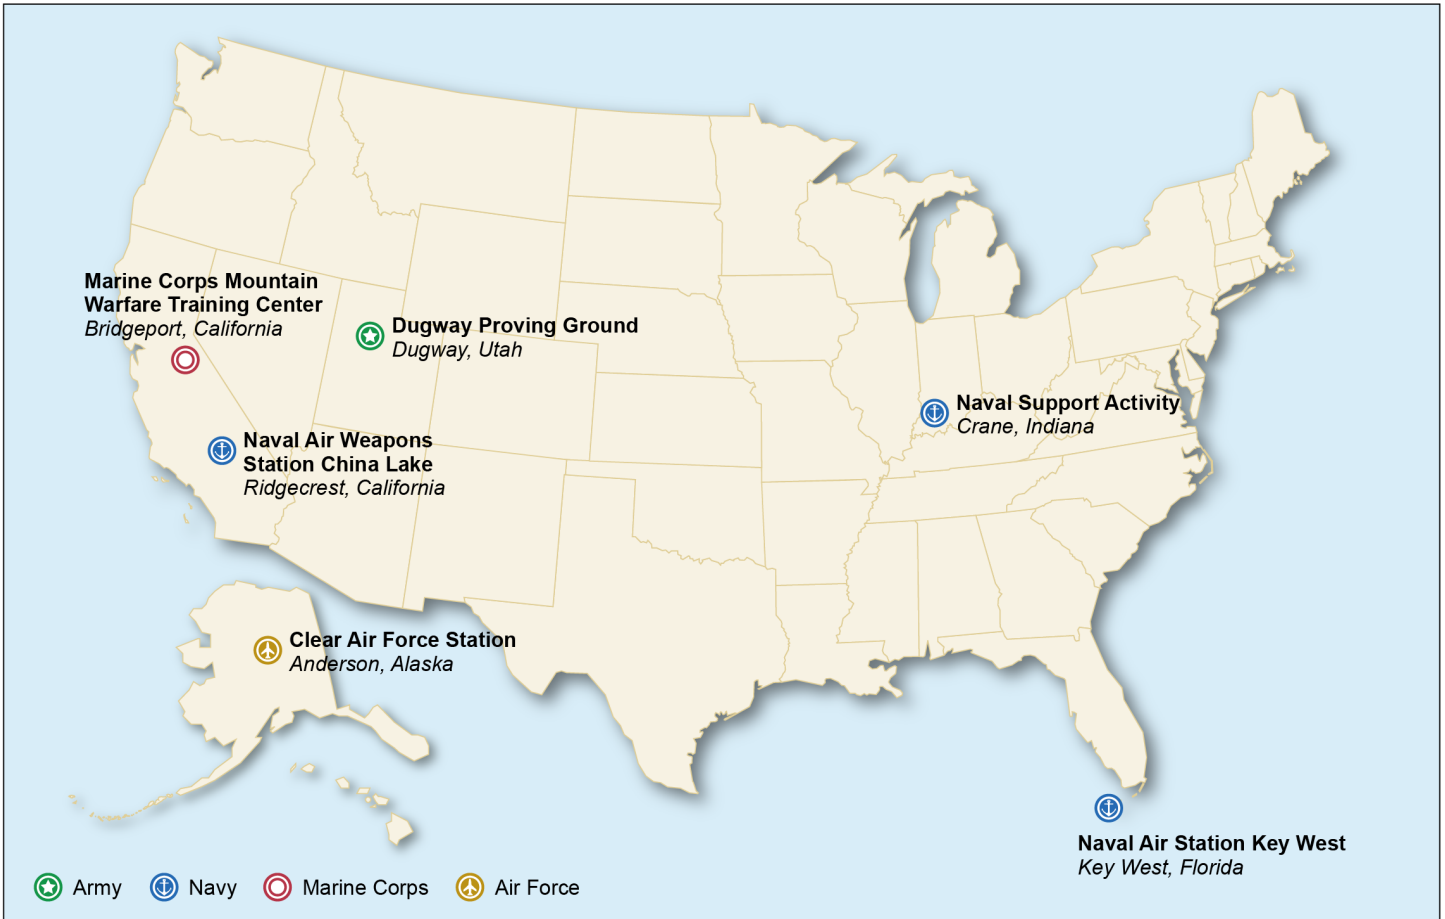 Marine Corps Mountain
Warfare Training Center
Bridgeport, California
Dugway Proving Ground
Dugway, Utah
Naval Support Activity
Crane, Indiana
Naval Air Weapons
Station China Lake
Ridgecrest, California
Clear Air Force Station
Anderson, Alaska
Naval Air Station Key West
Key West, Florida
Army
Navy
Marine Corps
Air Force